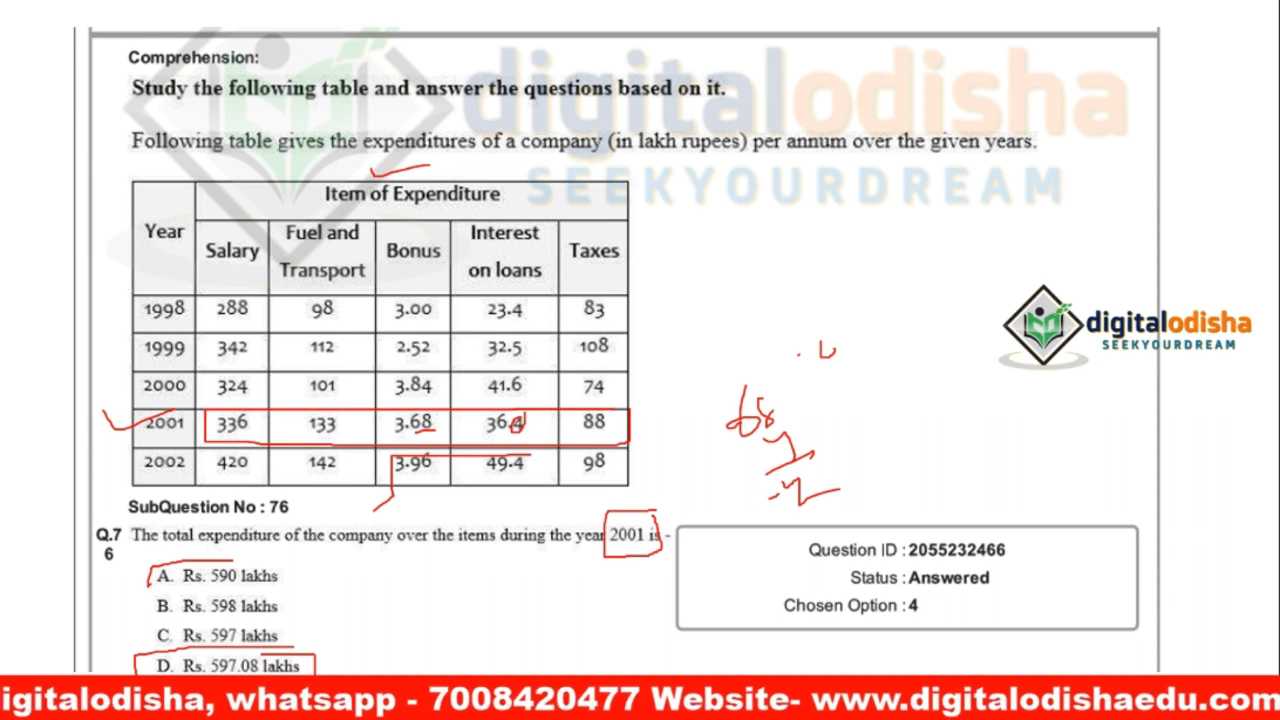 digitalodisha
SEEKYOURDREAM
Comprehension:
Study the following table and answer the questions based on it.
Following table gives the expenditures of a company (in lakh rupees) per annum over the given years.
Year
Item of Expenditure
Salary
Fuel and
Transport
Bonus
Interest
on loans
Taxes
1998 288 98 3.00 23.4 83
1999 342 112 2.52 32.5 108
2000 324 101 3.84 41.6 74
2001 336 133 3.68 36.4 88
2002 420 142 3.96 49.4 98
digitalodisha
SEEKYOURDREAM
68
SubQuestion No : 76
Q.7
6
The total expenditure of the company over the items during the year 2001 is -
A. Rs. 590 lakhs
B. Rs. 598 lakhs
C. Rs. 597 lakhs
D. Rs. 597.08 lakhs
Question ID : 2055232466
Status : Answered
Chosen Option : 4
igitalodisha, whatsapp - 7008420477 Website- www.digitalodishaedu.com